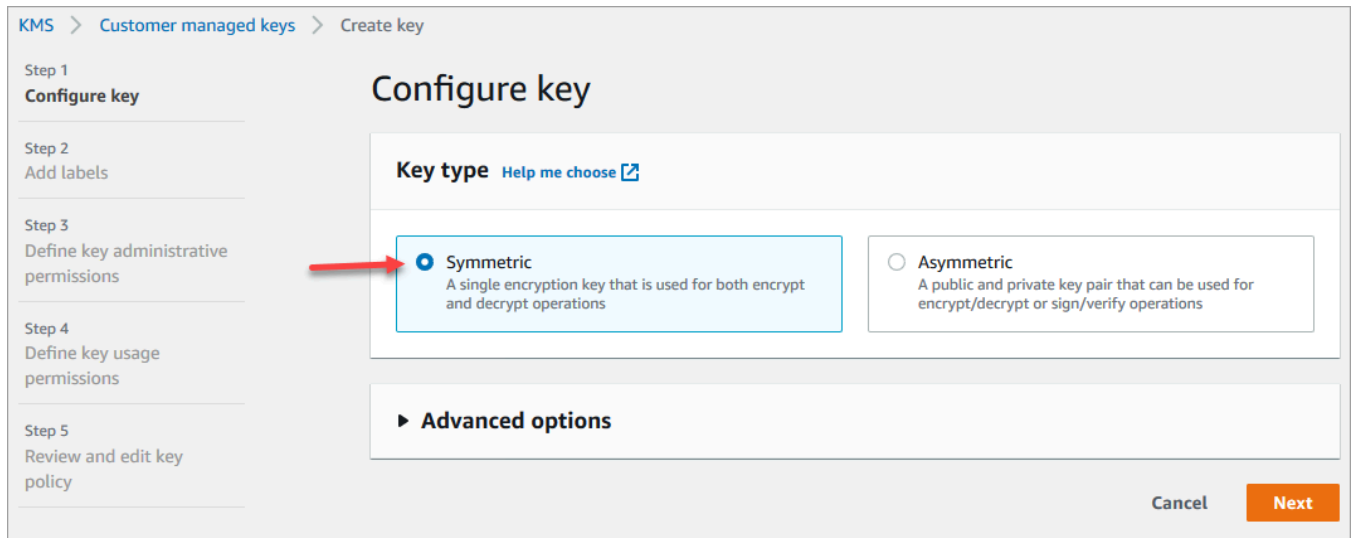 KMS > Customer managed keys > Create key
Step 1
Configure key
Step 2
Add labels
Step 3
Define key administrative
permissions
Step 4
Define key usage
permissions
Step 5
Review and edit key
policy
Configure key
Key type Help me choose
Symmetric
A single encryption key that is used for both encrypt
and decrypt operations
Asymmetric
A public and private key pair that can be used for
encrypt/decrypt or sign/verify operations
Advanced options
Cancel Next